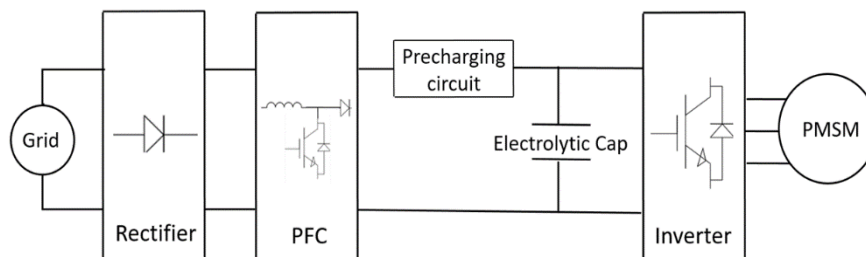 Precharging
circuit
Grid
Electrolytic Cap
PMSM
Rectifier
PFC
Inverter